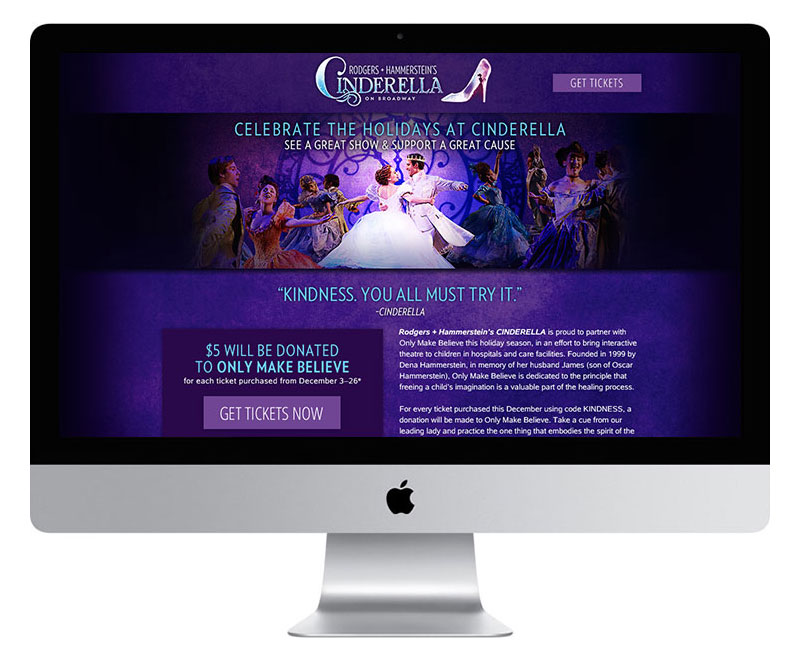 RODGERS + HAMMERSTEIN'S
CINDERELLA
ON BROADWAY
GET TICKETS
CELEBRATE THE HOLIDAYS AT CINDERELLA
SEE A GREAT SHOW & SUPPORT A GREAT CAUSE
“KINDNESS. YOU ALL MUST TRY IT.”
-CINDERELLA
$5 WILL BE DONATED
TO ONLY MAKE BELIEVE
for each ticket purchased from December 3–26*
GET TICKETS NOW
Rodgers + Hammerstein's CINDERELLA is proud to partner with
Only Make Believe this holiday season, in an effort to bring interactive
theatre to children in hospitals and care facilities. Founded in 1999 by
Dena Hammerstein, in memory of her husband James (son of Oscar
Hammerstein), Only Make Believe is dedicated to the principle that
freeing a child's imagination is a valuable part of the healing process.
For every ticket purchased this December using code KINDNESS, a
donation will be made to Only Make Believe. Take a cue from our
leading lady and practice the one thing that embodies the spirit of the